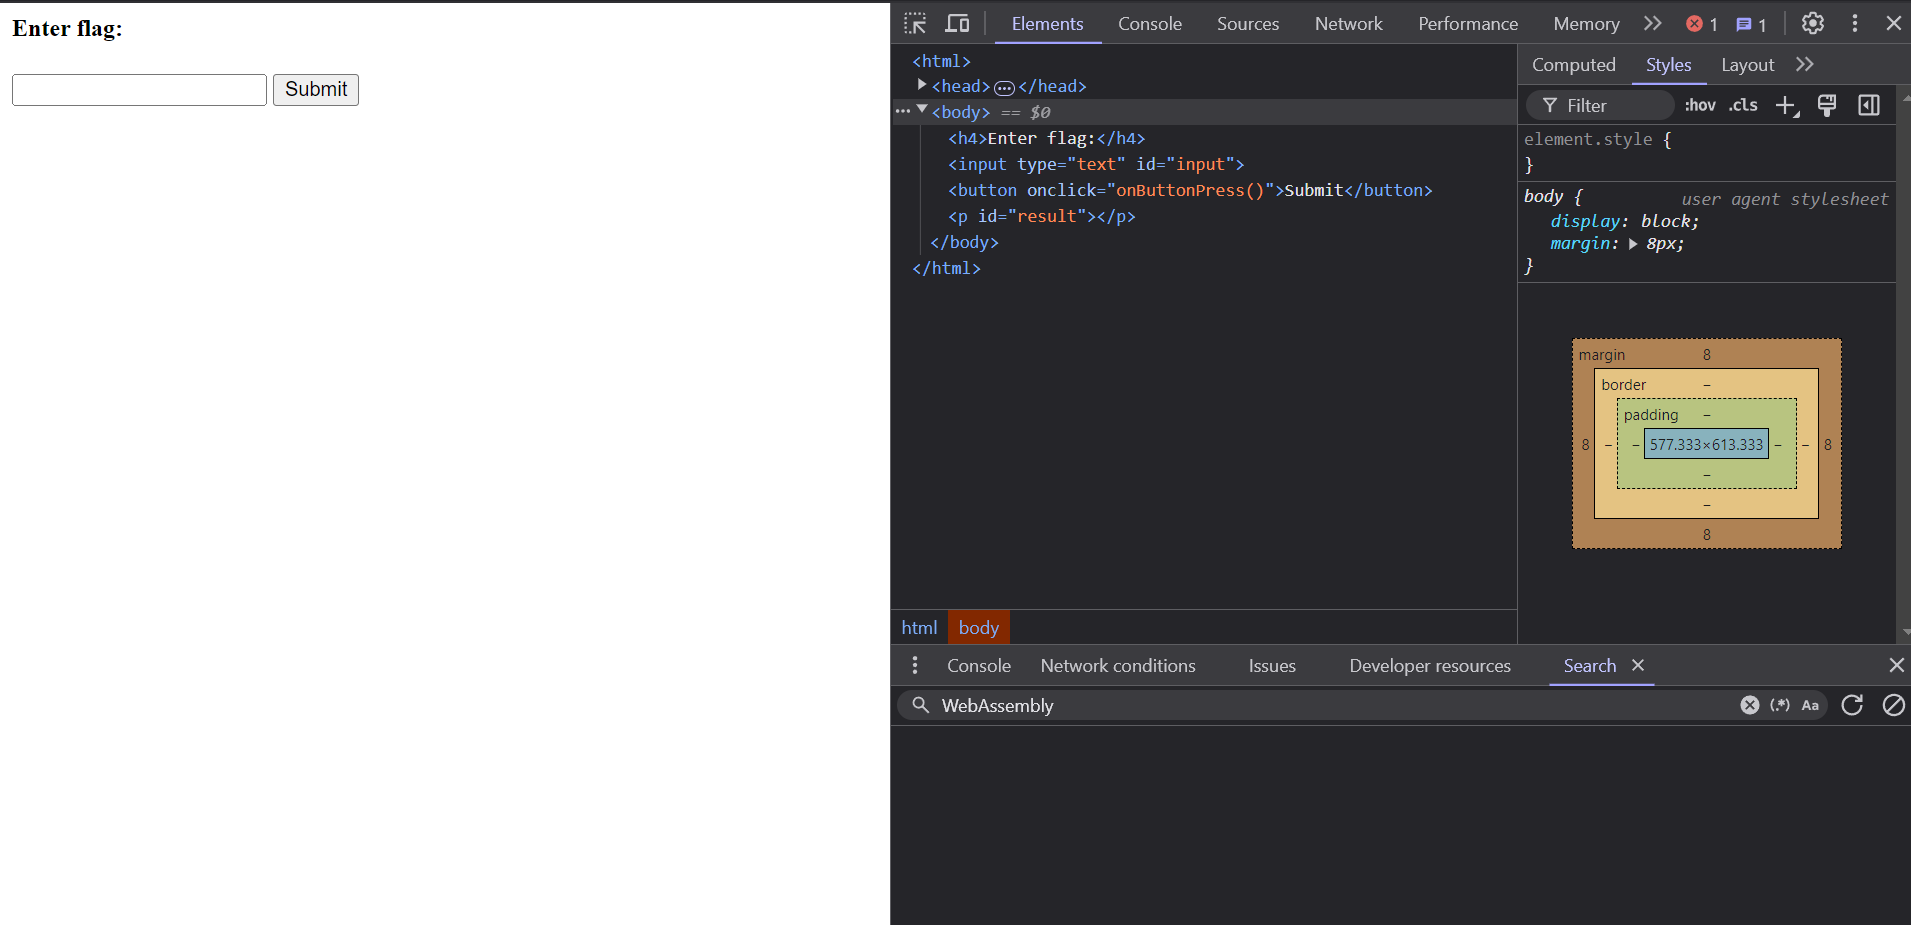 Enter flag:
Submit
Elements Console Sources Network Performance Memory 1 1
<html>
<head> </head>
<body> == $0
<h4>Enter flag:</h4>
<input type="text" id="input">
<button onclick="onButtonPress()">Submit</button>
<p id="result"></p>
</body>
</html>
html body
Computed Styles Layout
Filter :hov .cls
element.style {
}
body { user agent stylesheet
display: block;
margin: 8px;
}
margin 8
border –
padding –
8 – – 577.333×613.333 – – 8
–
–
8
Console Network conditions Issues Developer resources Search
WebAssembly (.*) Aa